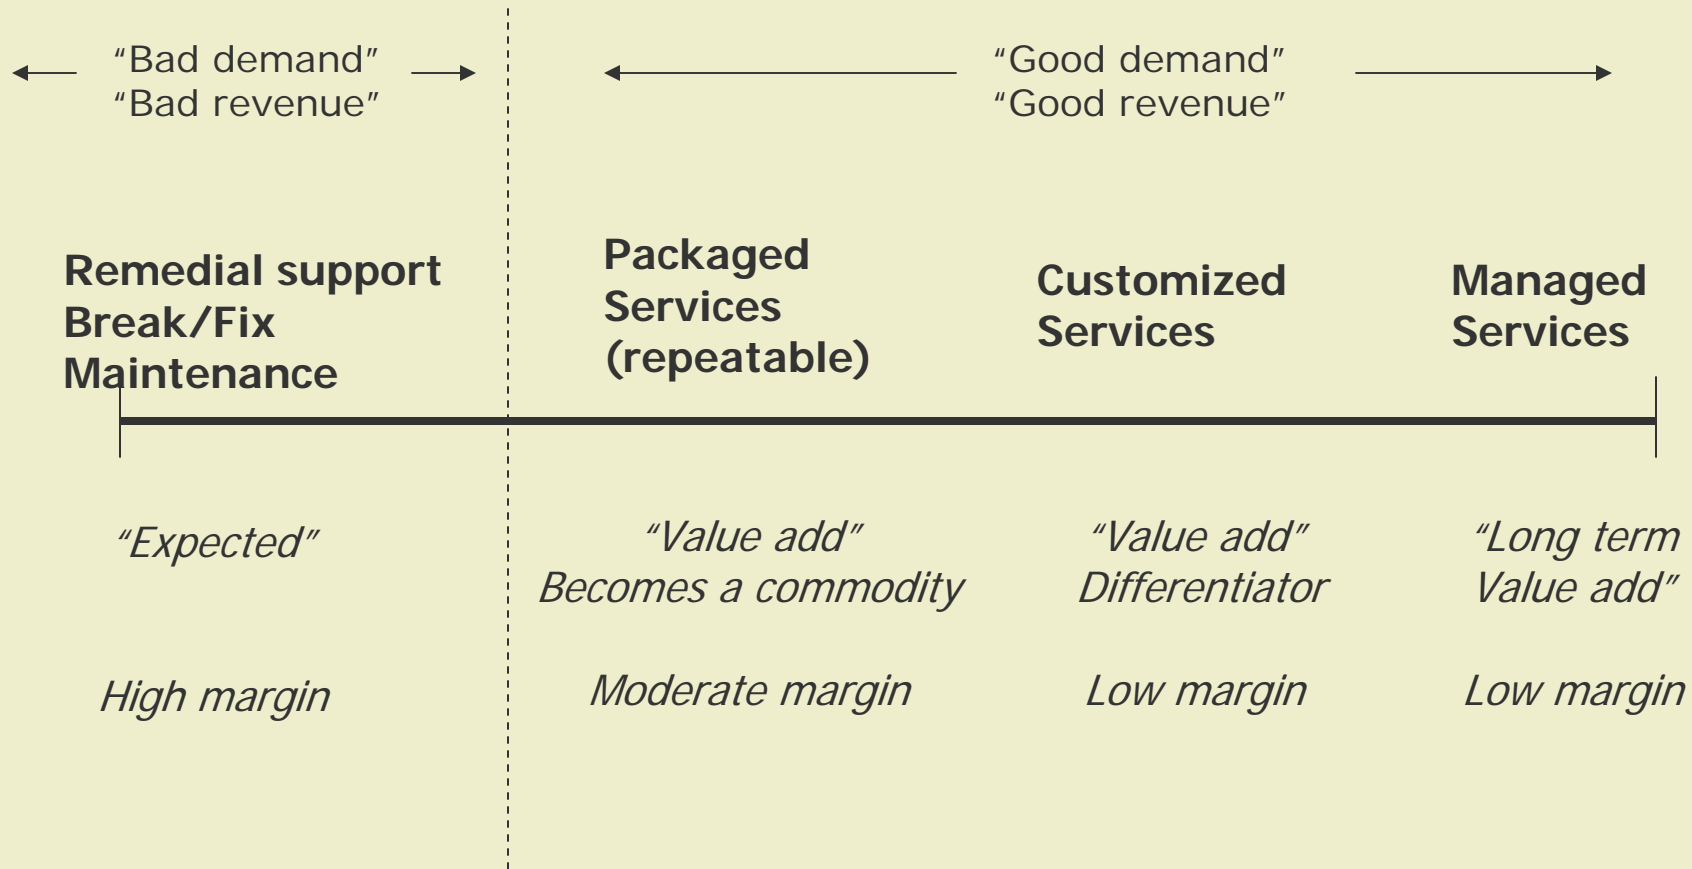 “Bad demand”
“Bad revenue”
“Good demand”
“Good revenue”
Remedial support
Break/Fix
Maintenance
Packaged
Services
(repeatable)
Customized
Services
Managed
Services
“Expected”
“Value add”
Becomes a commodity
“Value add”
Differentiator
“Long term
Value add”
High margin
Moderate margin
Low margin
Low margin